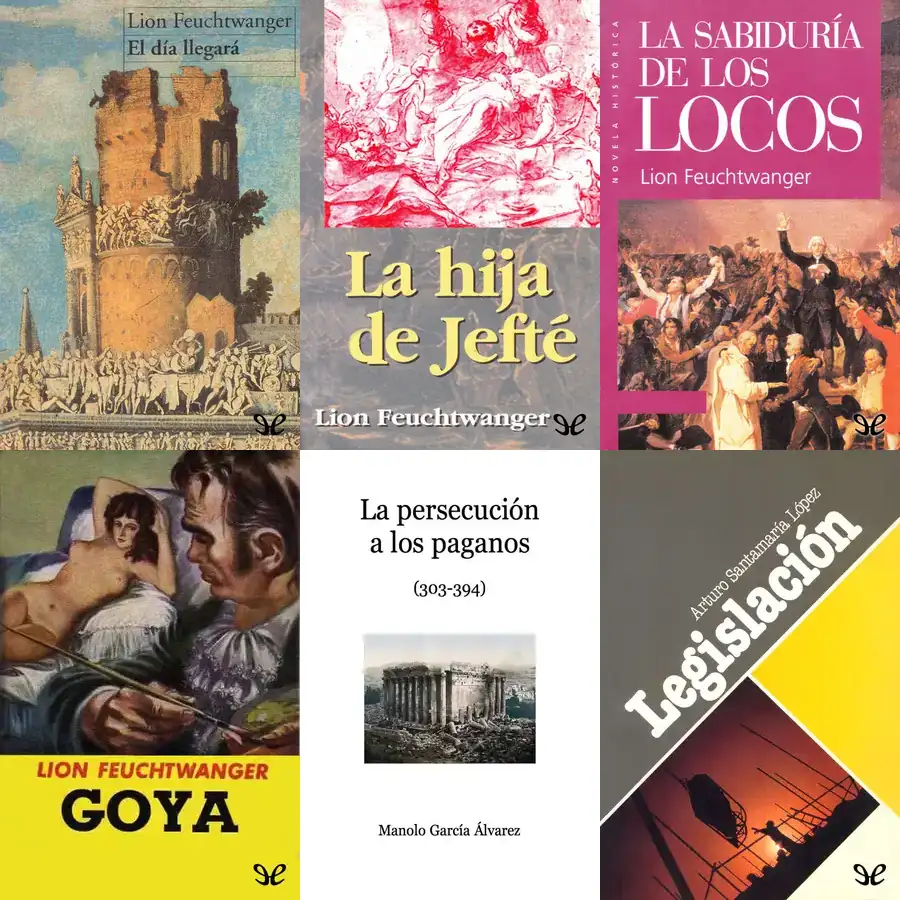 Lion Feuchtwanger
El día llegará
La hija
de Jefté
Lion Feuchtwanger
NOVELA HISTÓRICA
LA SABIDURÍA
DE LOS
LOCOS
Lion Feuchtwanger
LION FEUCHTWANGER
GOYA
La persecución
a los paganos
(303-394)
Manolo García Álvarez
Arturo Santamaría López
Legislación